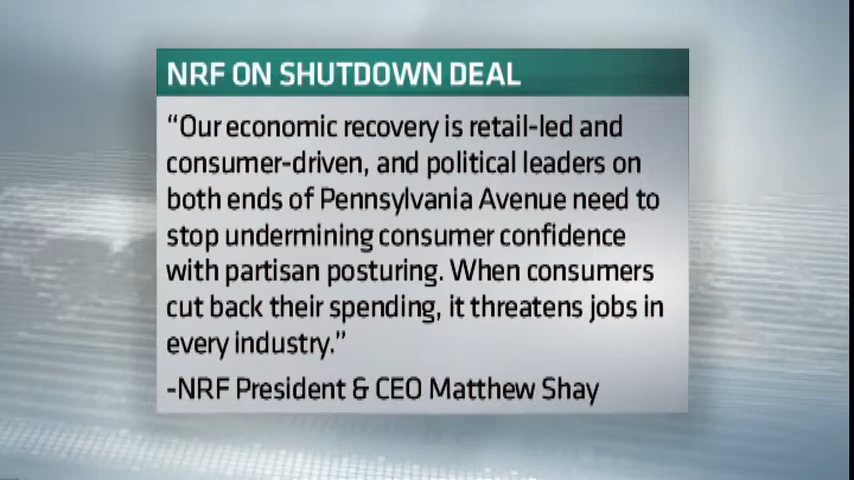 NRF ON SHUTDOWN DEAL
“Our economic recovery is retail-led and
consumer-driven, and political leaders on
both ends of Pennsylvania Avenue need to
stop undermining consumer confidence
with partisan posturing. When consumers
cut back their spending, it threatens jobs in
every industry.”
-NRF President & CEO Matthew Shay